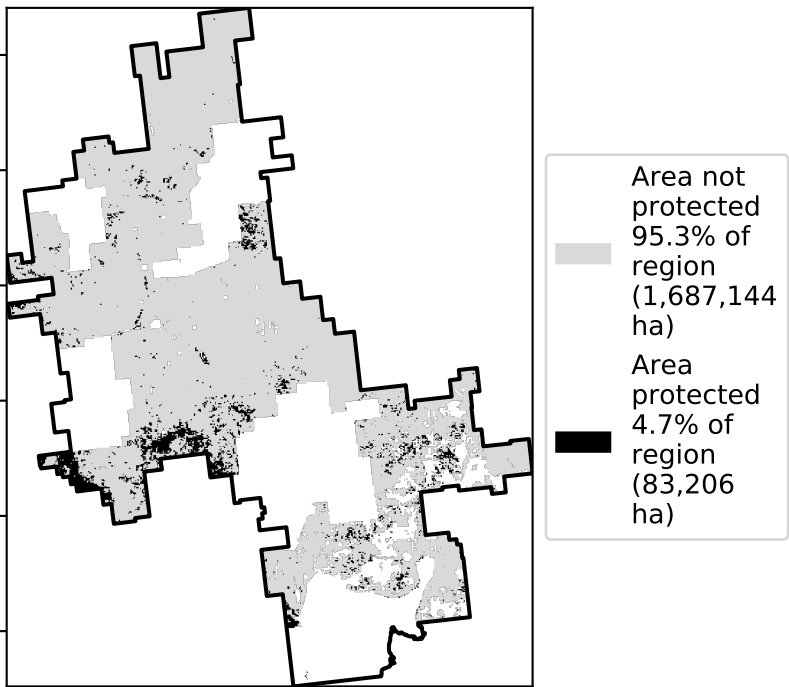 Area not
protected
95.3% of
region
(1,687,144
ha)
Area
protected
4.7% of
region
(83,206
ha)